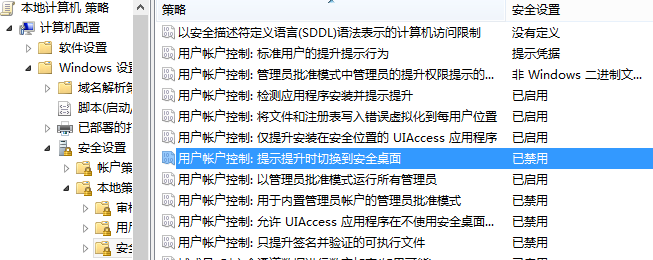 本地计算机 策略
计算机配置
软件设置
Windows 设
域名解析策
脚本(启动/
已部署的打
安全设置
帐户策
本地策
审核
用户
安全
策略 安全设置
以安全描述符定义语言(SDDL)语法表示的计算机访问限制 没有定义
用户帐户控制: 标准用户的提升提示行为 提示凭据
用户帐户控制: 管理员批准模式中管理员的提升权限提示的... 非 Windows 二进制文...
用户帐户控制: 检测应用程序安装并提示提升 已启用
用户帐户控制: 将文件和注册表写入错误虚拟化到每用户位置 已启用
用户帐户控制: 仅提升安装在安全位置的 UIAccess 应用程序 已启用
用户帐户控制: 提示提升时切换到安全桌面 已禁用
用户帐户控制: 以管理员批准模式运行所有管理员 已启用
用户帐户控制: 用于内置管理员帐户的管理员批准模式 已禁用
用户帐户控制: 允许 UIAccess 应用程序在不使用安全桌面... 已禁用
用户帐户控制: 只提升签名并验证的可执行文件 已禁用